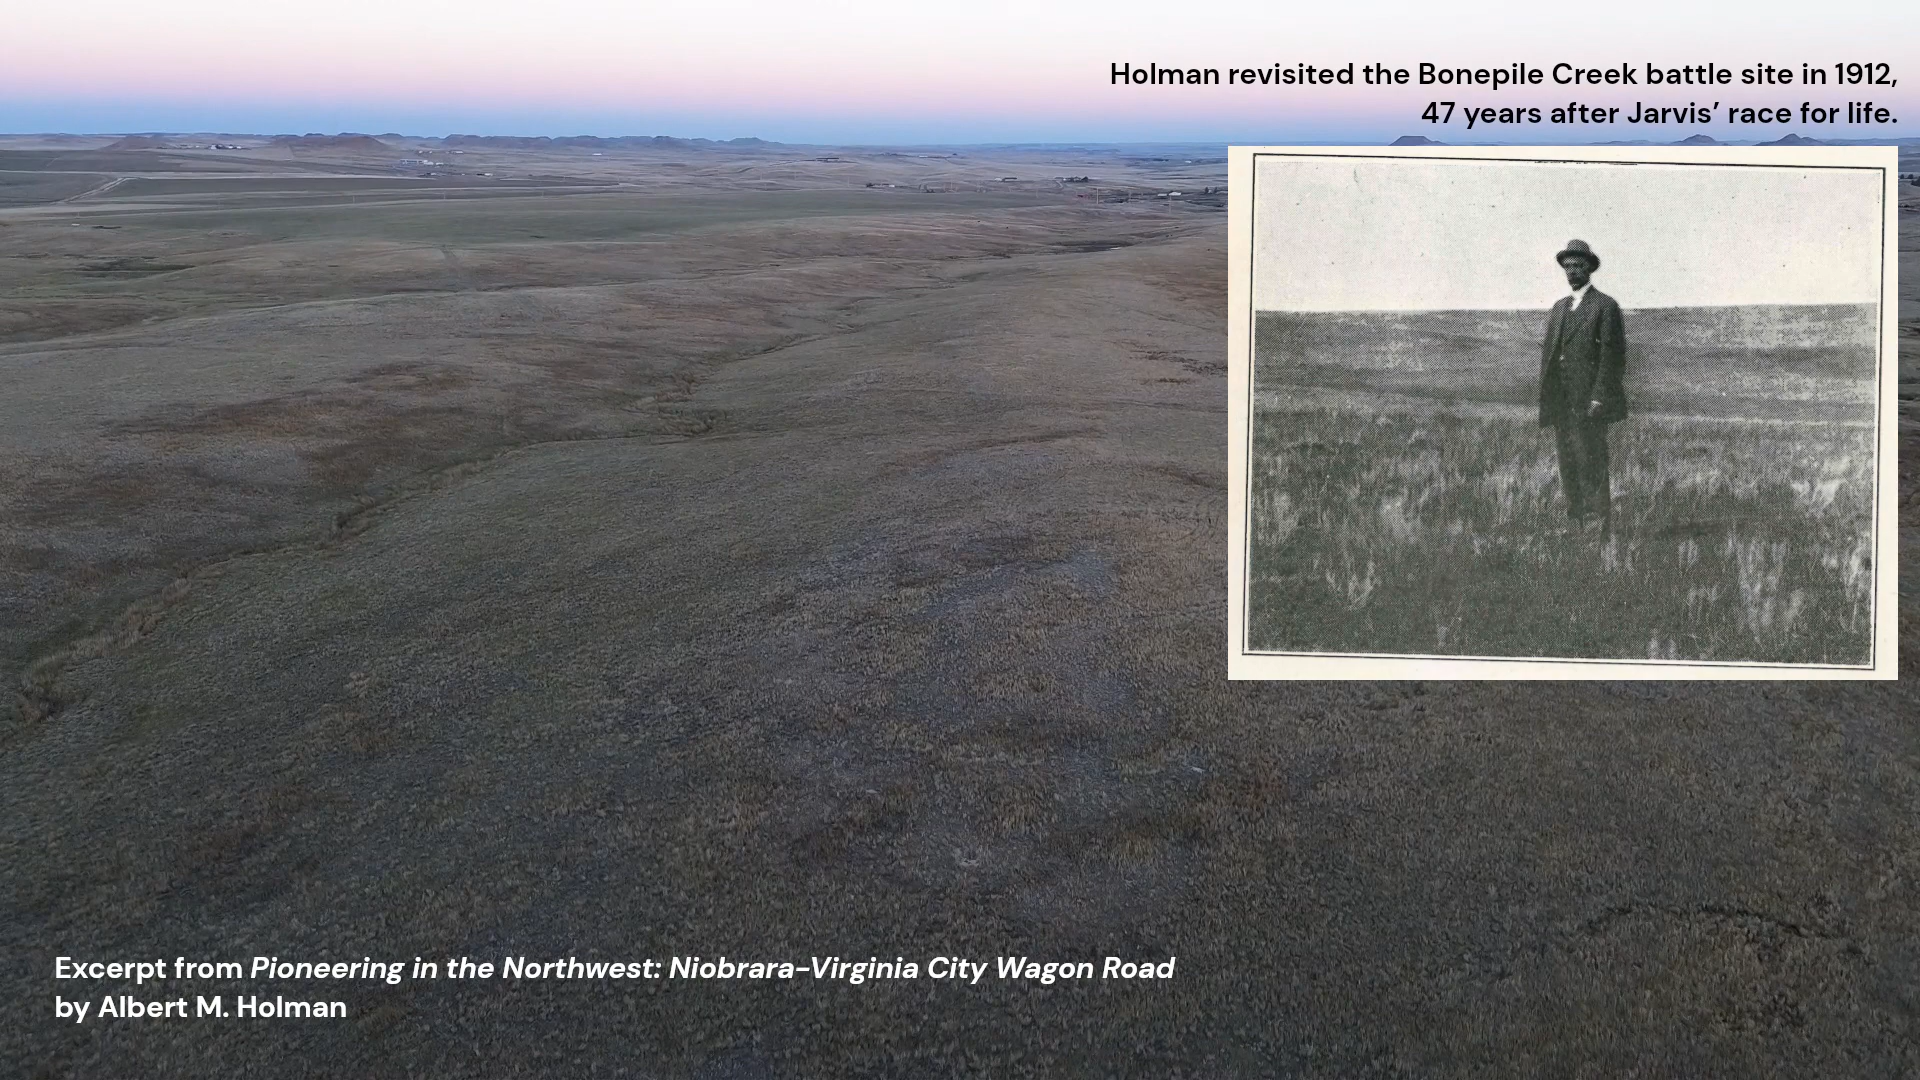 Holman revisited the Bonepile Creek battle site in 1912,
47 years after Jarvis’ race for life.
Excerpt from Pioneering in the Northwest: Niobrara–Virginia City Wagon Road
by Albert M. Holman